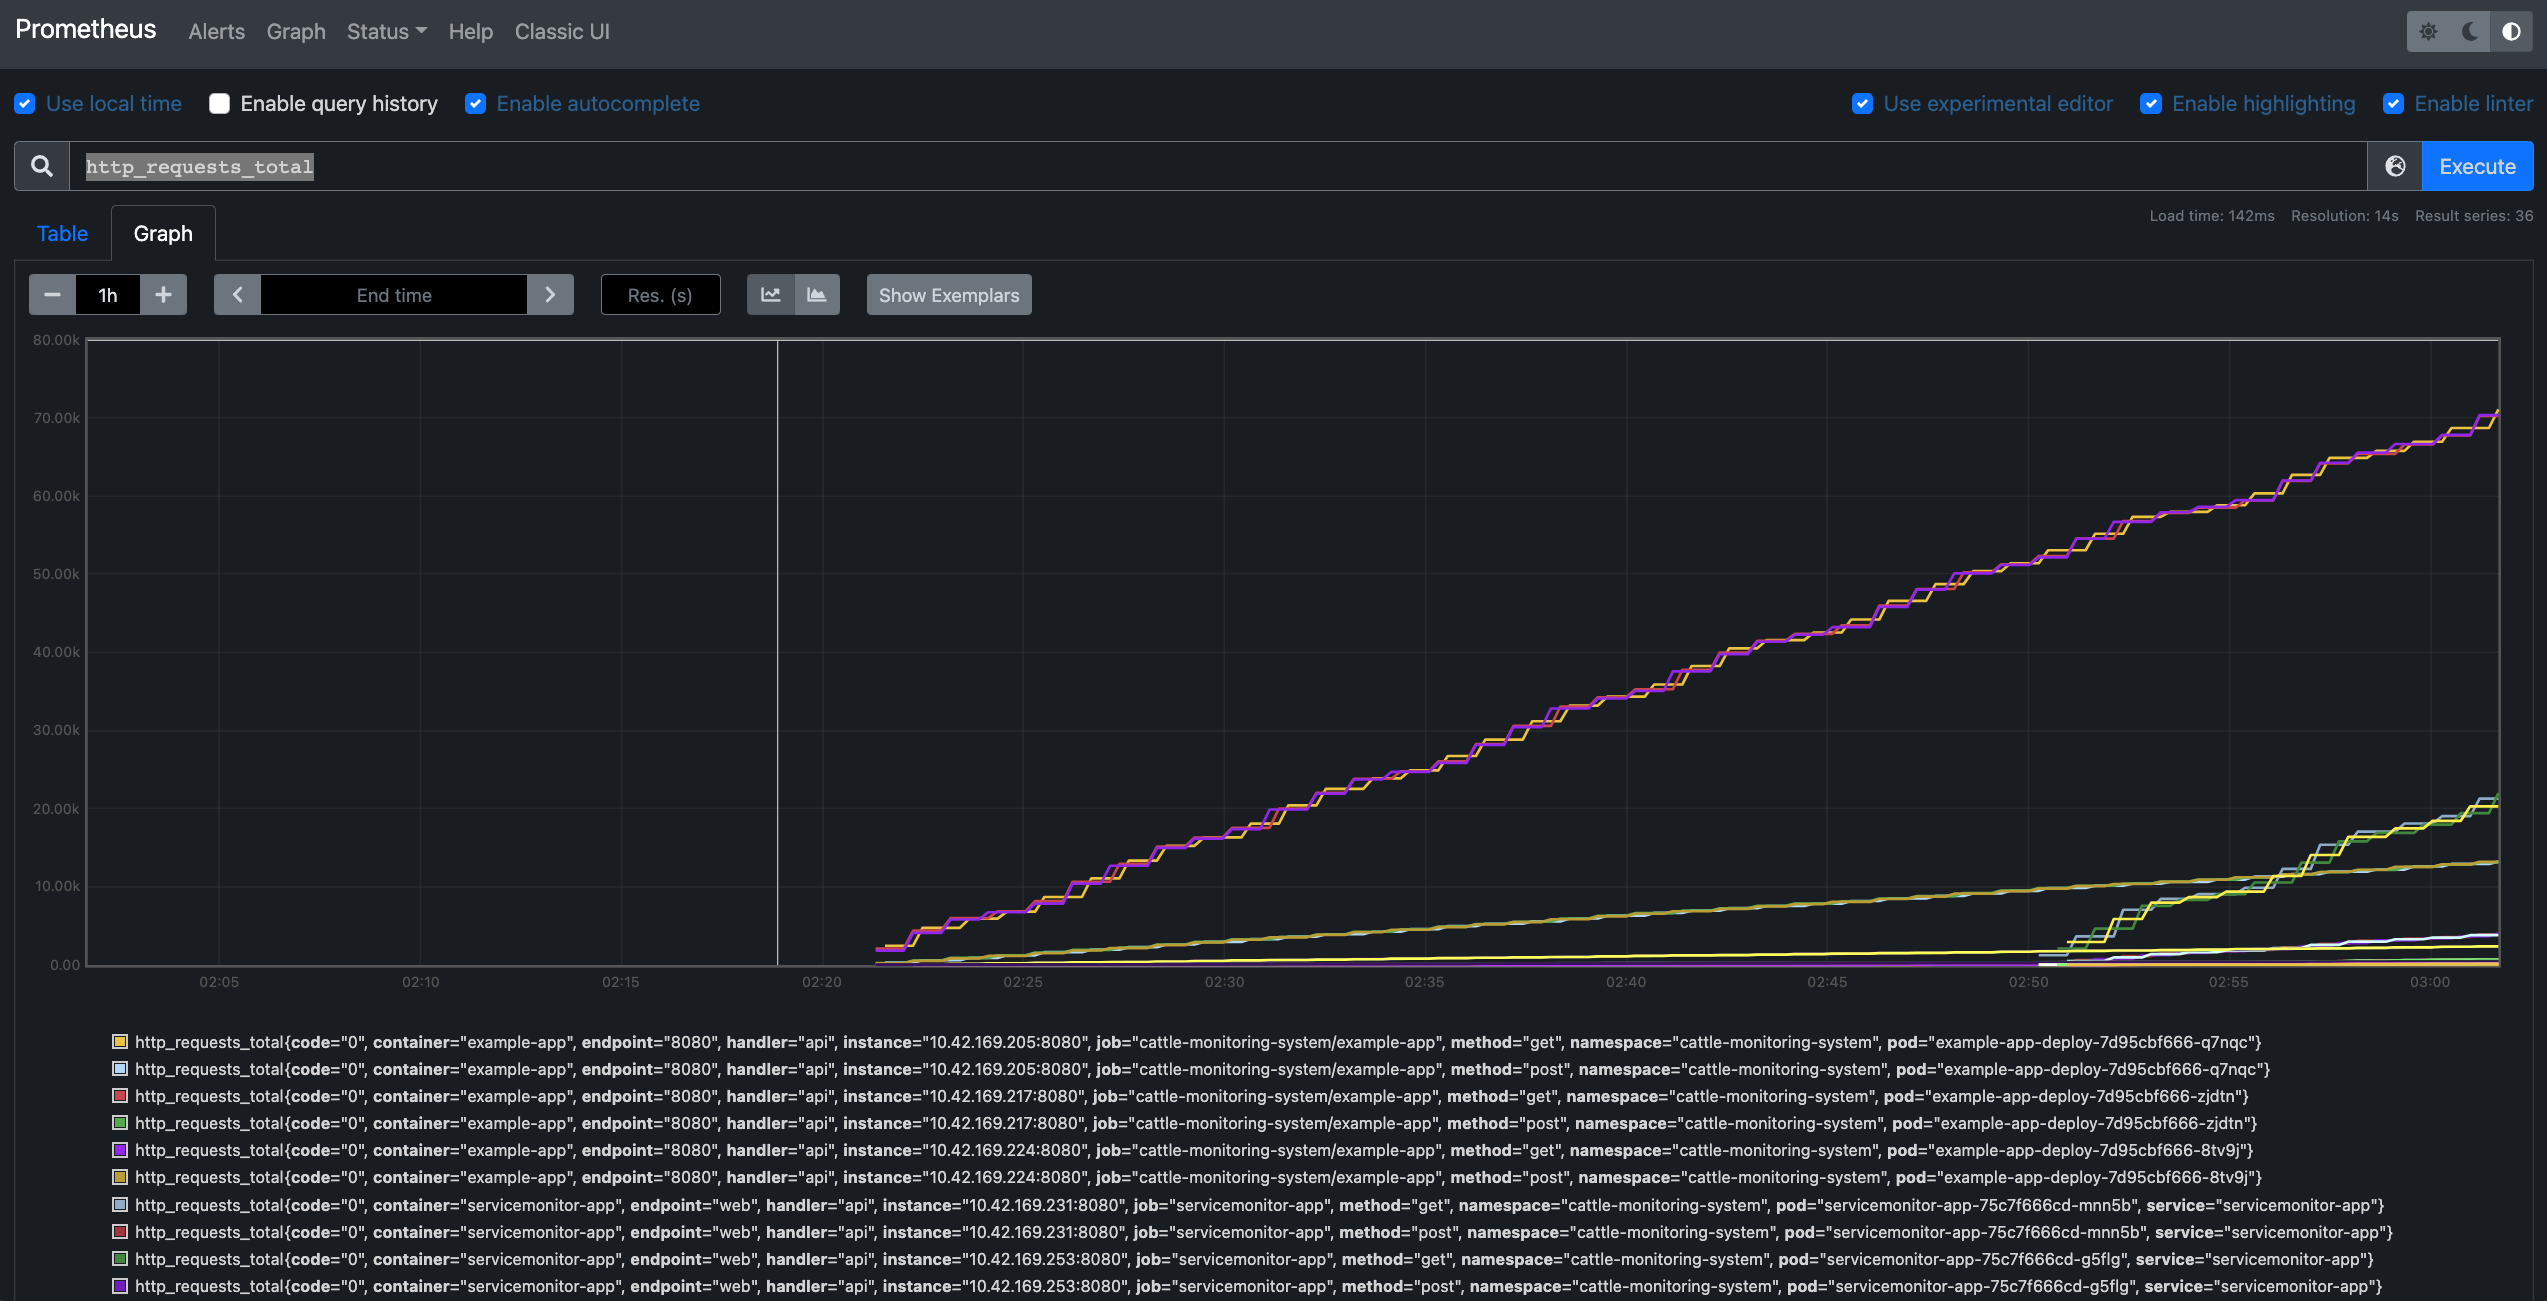 Prometheus Alerts Graph Status Help Classic UI
Use local time Enable query history Enable autocomplete Use experimental editor Enable highlighting Enable linter
http_requests_total Execute
Load time: 142ms Resolution: 14s Result series: 36
Table Graph
1h End time Res. (s) Show Exemplars
80.00k
70.00k
60.00k
50.00k
40.00k
30.00k
20.00k
10.00k
0.00
02:05 02:10 02:15 02:20 02:25 02:30 02:35 02:40 02:45 02:50 02:55 03:00
http_requests_total{code="0", container="example-app", endpoint="8080", handler="api", instance="10.42.169.205:8080", job="cattle-monitoring-system/example-app", method="get", namespace="cattle-monitoring-system", pod="example-app-deploy-7d95cbf666-q7nqc"}
http_requests_total{code="0", container="example-app", endpoint="8080", handler="api", instance="10.42.169.205:8080", job="cattle-monitoring-system/example-app", method="post", namespace="cattle-monitoring-system", pod="example-app-deploy-7d95cbf666-q7nqc"}
http_requests_total{code="0", container="example-app", endpoint="8080", handler="api", instance="10.42.169.217:8080", job="cattle-monitoring-system/example-app", method="get", namespace="cattle-monitoring-system", pod="example-app-deploy-7d95cbf666-zjdtn"}
http_requests_total{code="0", container="example-app", endpoint="8080", handler="api", instance="10.42.169.217:8080", job="cattle-monitoring-system/example-app", method="post", namespace="cattle-monitoring-system", pod="example-app-deploy-7d95cbf666-zjdtn"}
http_requests_total{code="0", container="example-app", endpoint="8080", handler="api", instance="10.42.169.224:8080", job="cattle-monitoring-system/example-app", method="get", namespace="cattle-monitoring-system", pod="example-app-deploy-7d95cbf666-8tv9j"}
http_requests_total{code="0", container="example-app", endpoint="8080", handler="api", instance="10.42.169.224:8080", job="cattle-monitoring-system/example-app", method="post", namespace="cattle-monitoring-system", pod="example-app-deploy-7d95cbf666-8tv9j"}
http_requests_total{code="0", container="servicemonitor-app", endpoint="web", handler="api", instance="10.42.169.231:8080", job="servicemonitor-app", method="get", namespace="cattle-monitoring-system", pod="servicemonitor-app-75c7f666cd-mnn5b", service="servicemonitor-app"}
http_requests_total{code="0", container="servicemonitor-app", endpoint="web", handler="api", instance="10.42.169.231:8080", job="servicemonitor-app", method="post", namespace="cattle-monitoring-system", pod="servicemonitor-app-75c7f666cd-mnn5b", service="servicemonitor-app"}
http_requests_total{code="0", container="servicemonitor-app", endpoint="web", handler="api", instance="10.42.169.253:8080", job="servicemonitor-app", method="get", namespace="cattle-monitoring-system", pod="servicemonitor-app-75c7f666cd-g5flg", service="servicemonitor-app"}
http_requests_total{code="0", container="servicemonitor-app", endpoint="web", handler="api", instance="10.42.169.253:8080", job="servicemonitor-app", method="post", namespace="cattle-monitoring-system", pod="servicemonitor-app-75c7f666cd-g5flg", service="servicemonitor-app"}